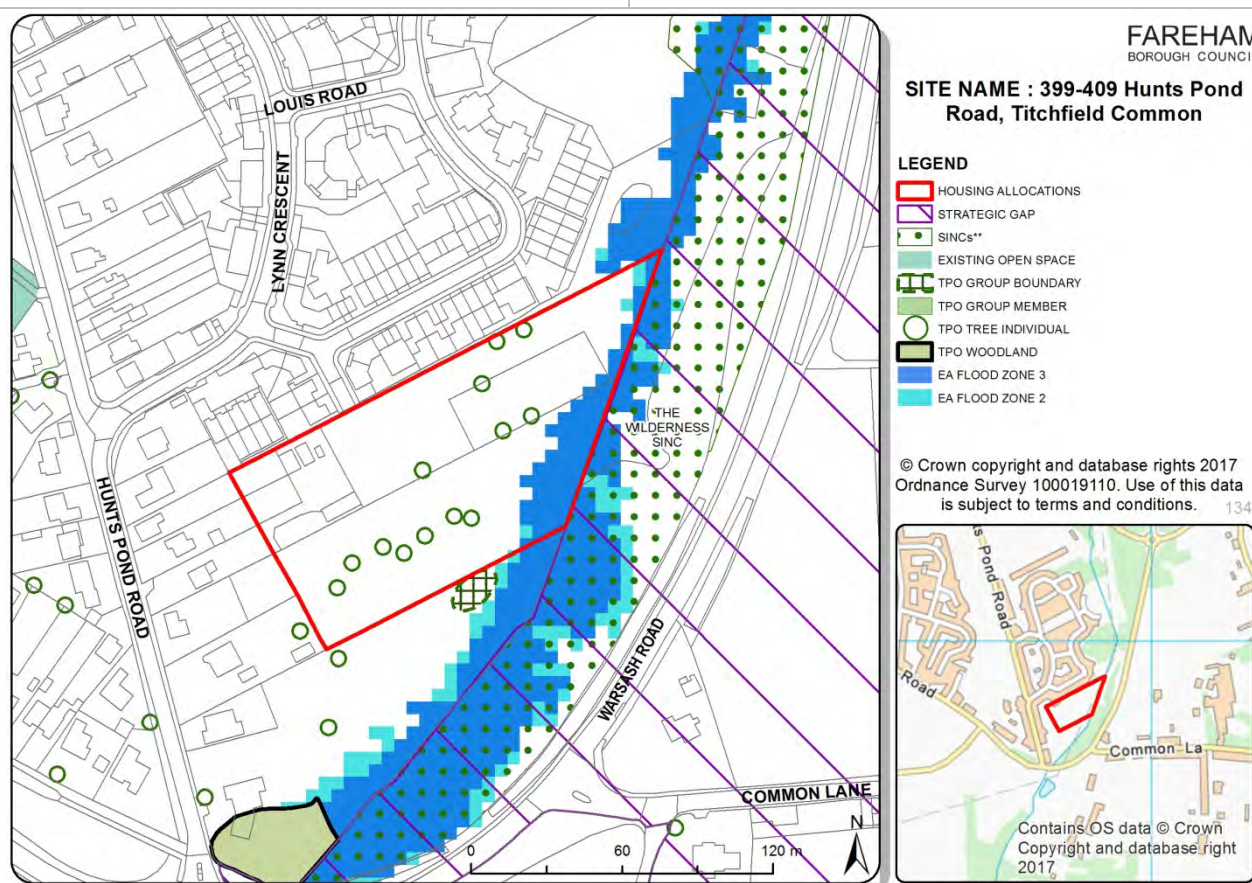 LOUIS ROAD
LYNN CRESCENT
HUNTS POND ROAD
THE
WILDERNESS
SINC
WARSASH ROAD
COMMON LANE
N
0 60 120 m
FAREHAM
BOROUGH COUNCI
SITE NAME : 399-409 Hunts Pond
Road, Titchfield Common
LEGEND
HOUSING ALLOCATIONS
STRATEGIC GAP
SINCs**
EXISTING OPEN SPACE
TPO GROUP BOUNDARY
TPO GROUP MEMBER
TPO TREE INDIVIDUAL
TPO WOODLAND
EA FLOOD ZONE 3
EA FLOOD ZONE 2
© Crown copyright and database rights 2017
Ordnance Survey 100019110. Use of this data
is subject to terms and conditions. 134
ts Pond Road
Road
Common La
Contains OS data © Crown
Copyright and database right
2017